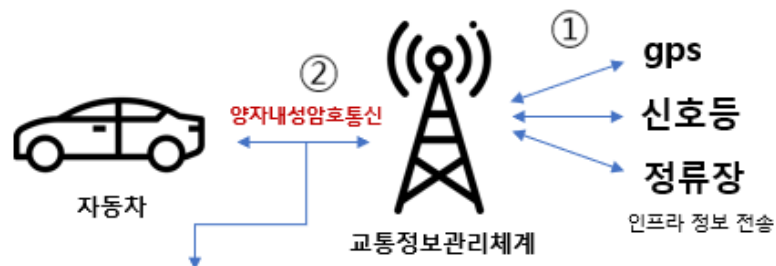 ①
gps
②
양자내성암호통신
신호등
정류장
자동차
인프라 정보 전송
교통정보관리체계